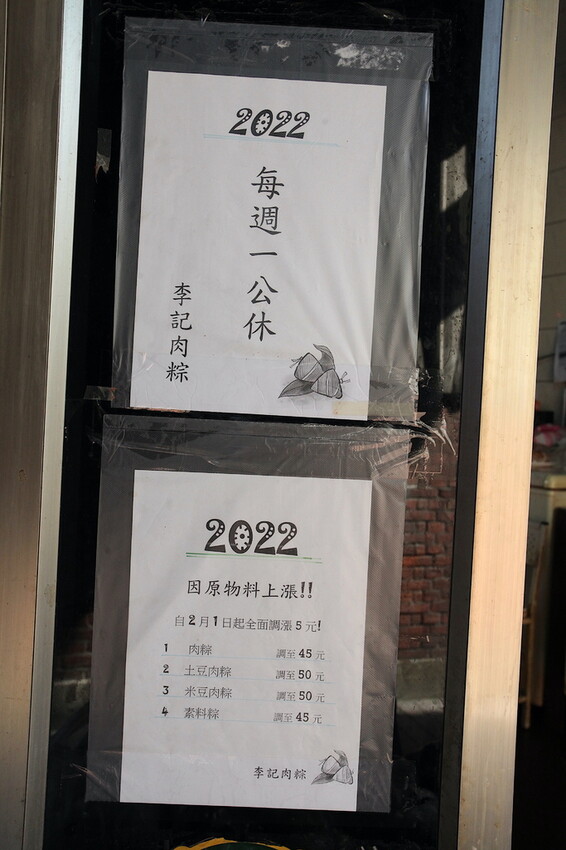 2022
每週一公休
李記肉粽
2022
因原物料上漲!!
自2月1日起全面調漲5元!
1 肉粽 調至45元
2 土豆肉粽 調至50元
3 米豆肉粽 調至50元
4 素料粽 調至45元
李記肉粽